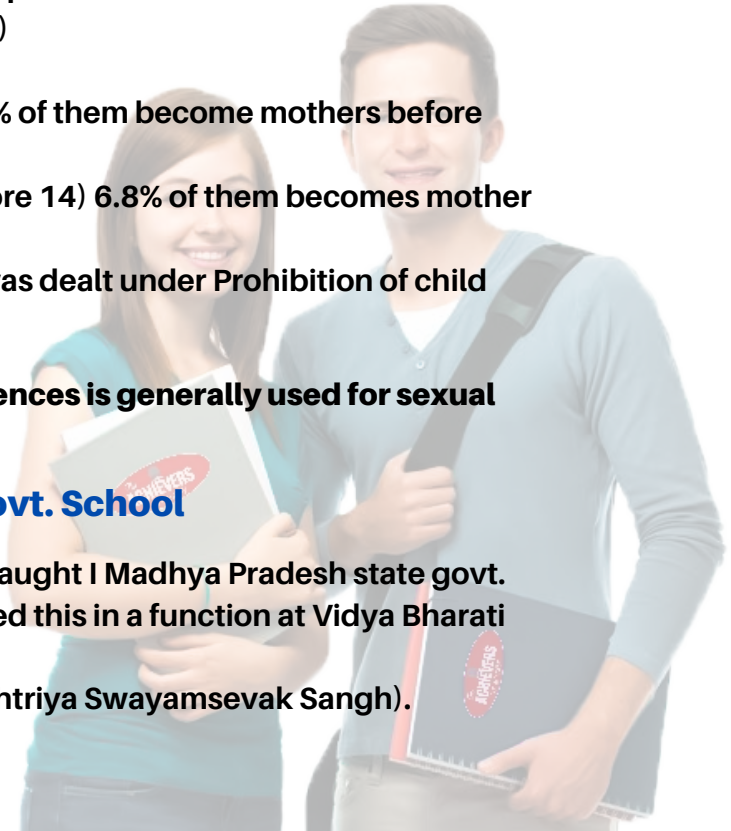 )
% of them become mothers before
ore 14) 6.8% of them becomes mother
was dealt under Prohibition of child
ences is generally used for sexual
ovt. School
aught I Madhya Pradesh state govt.
ed this in a function at Vidya Bharati
htriya Swayamsevak Sangh).
ACHIEVERS
ACHIEVERS